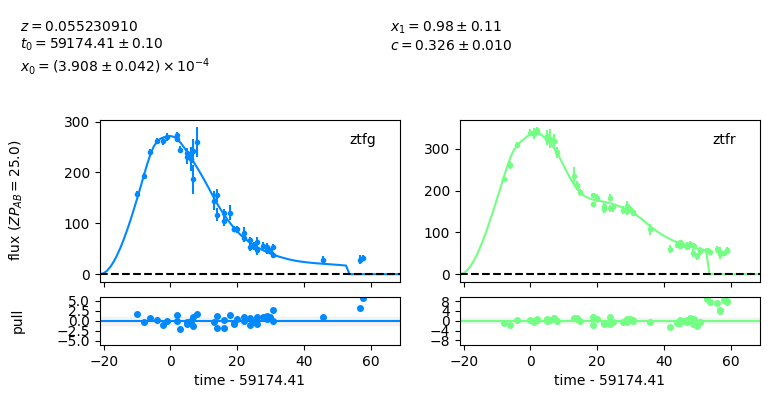 z = 0.055230910
t₀ = 59174.41 ± 0.10
x₀ = (3.908 ± 0.042) × 10⁻⁴
x₁ = 0.98 ± 0.11
c = 0.326 ± 0.010
flux (ZP_AB = 25.0)
300
200
100
0
ztfg
300
200
100
0
ztfr
pull
5.0
2.5
0.0
−2.5
−5.0
−20 0 20 40 60
time - 59174.41
8
4
0
−4
−8
−20 0 20 40 60
time - 59174.41